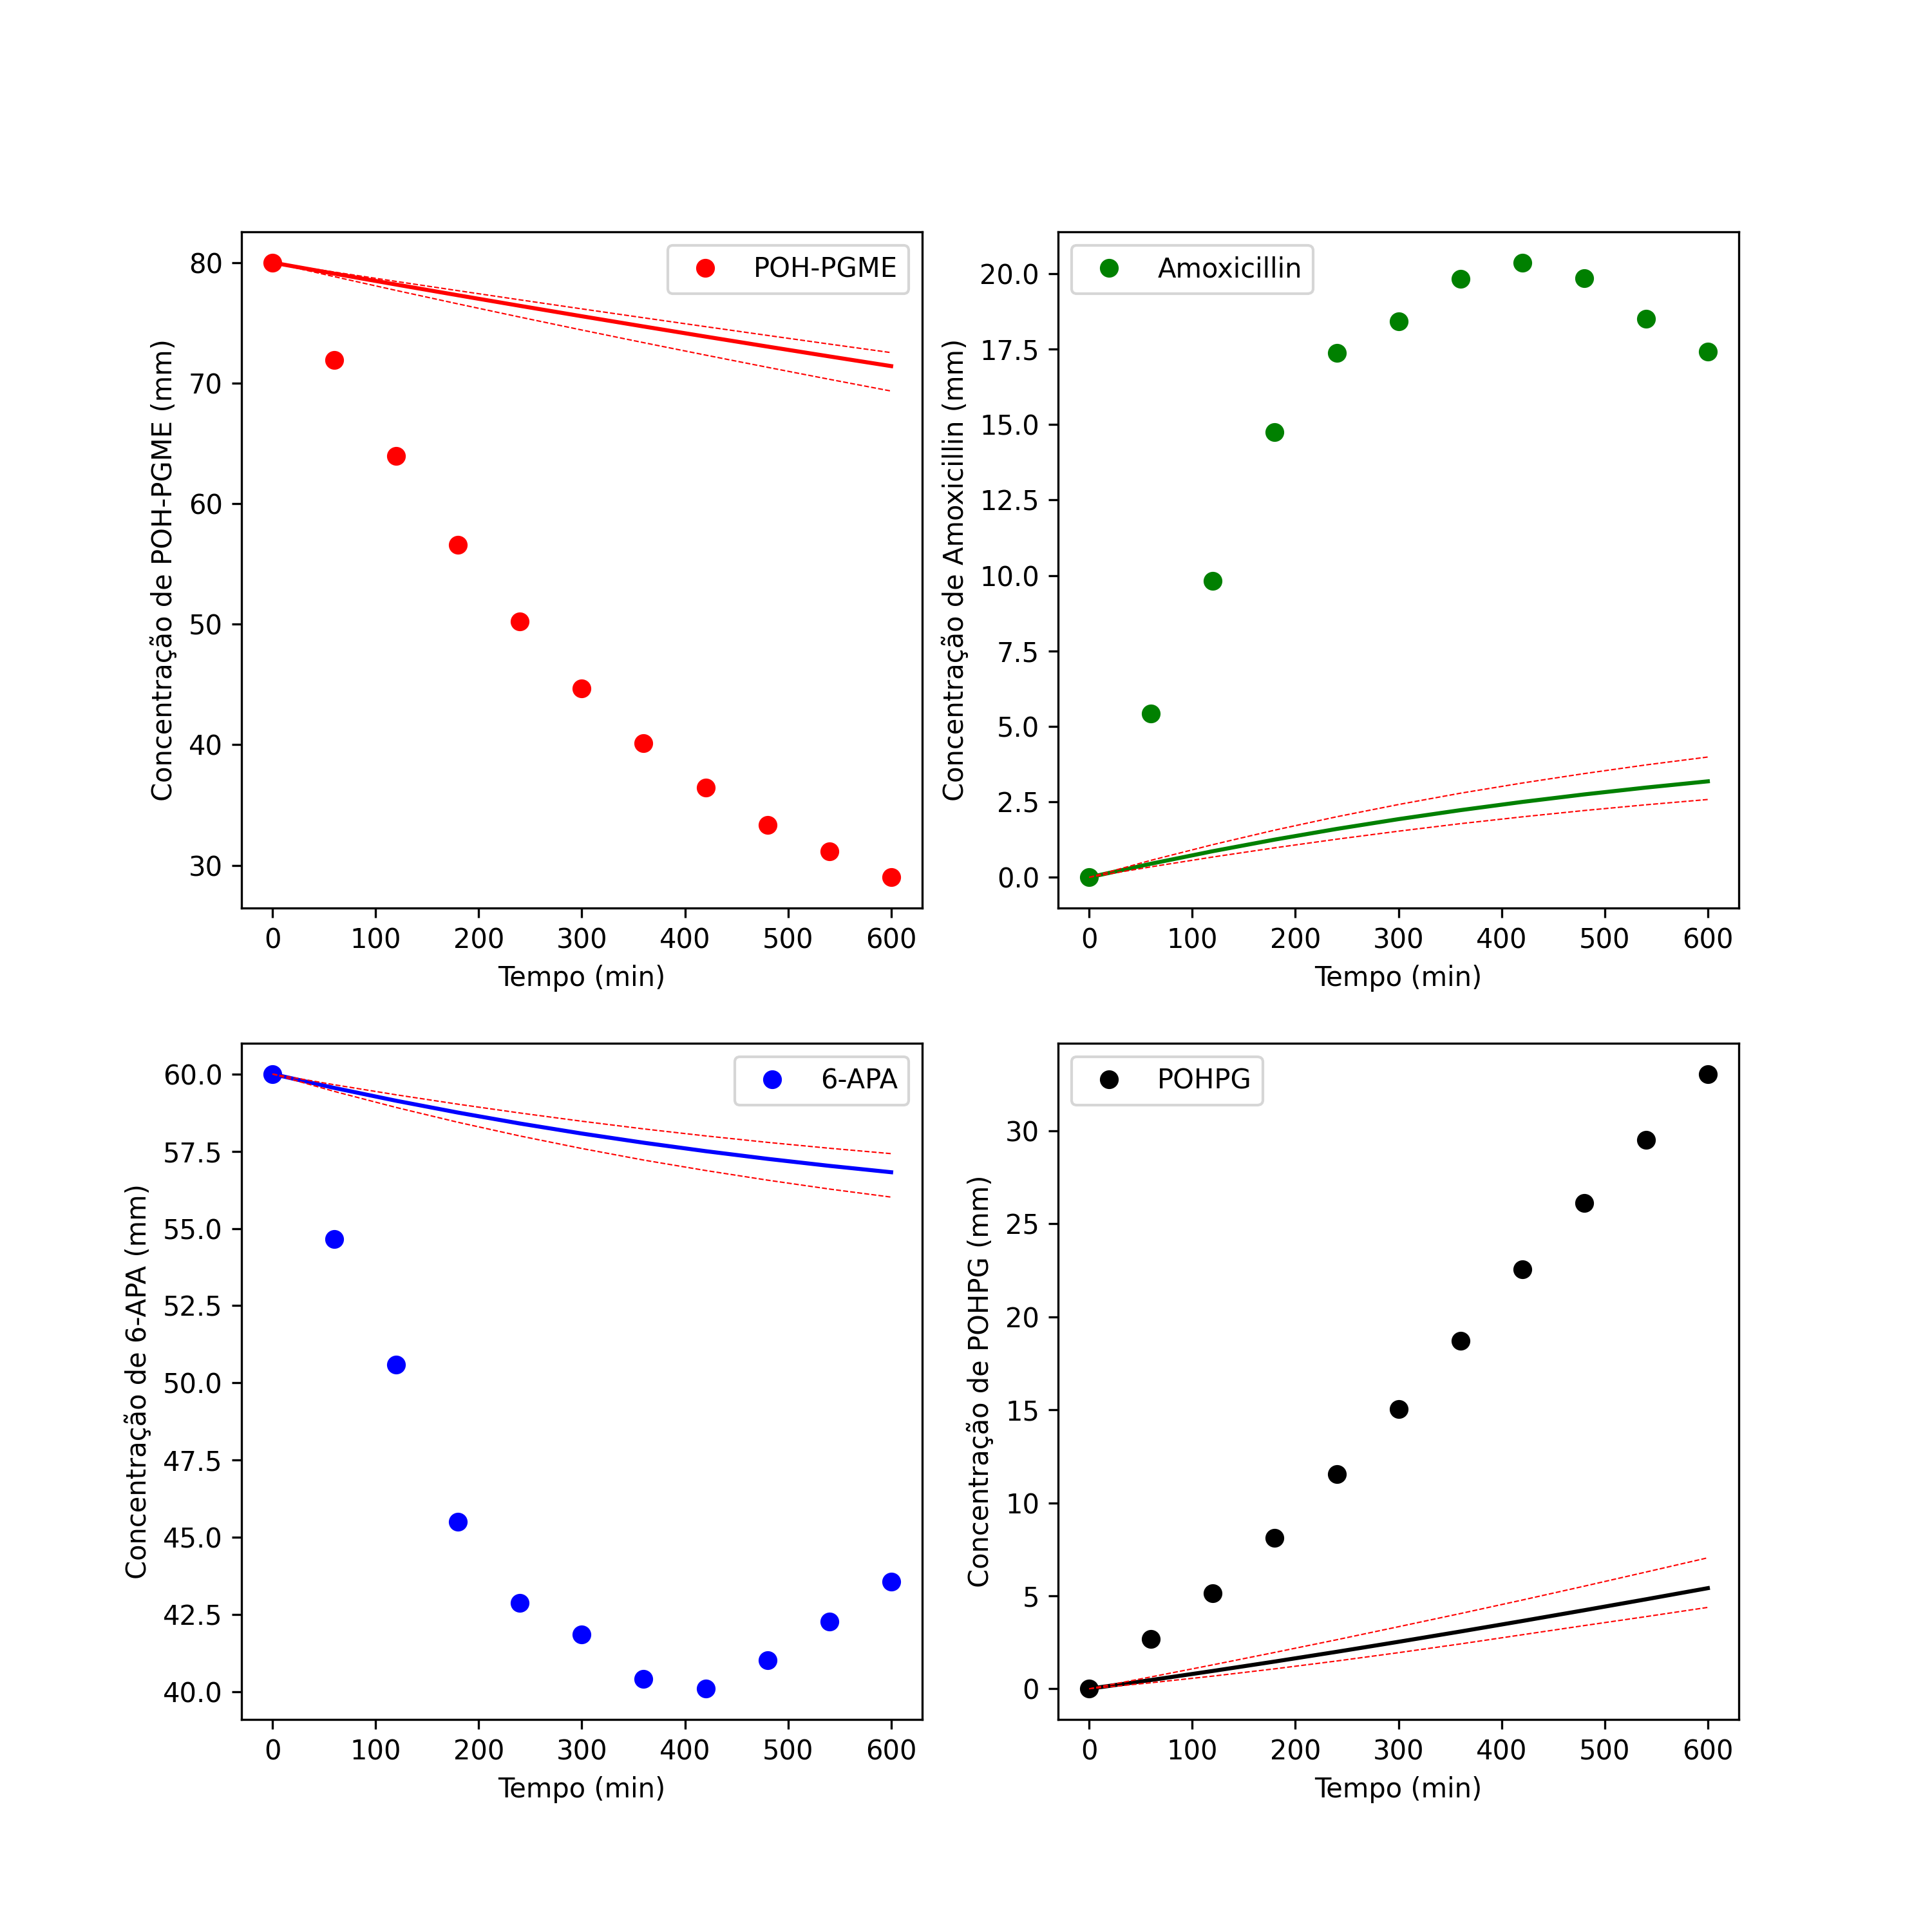 POH-PGME
Concentração de POH-PGME (mm)
80
70
60
50
40
30
0 100 200 300 400 500 600
Tempo (min)
Amoxicillin
Concentração de Amoxicillin (mm)
20.0
17.5
15.0
12.5
10.0
7.5
5.0
2.5
0.0
0 100 200 300 400 500 600
Tempo (min)
6-APA
Concentração de 6-APA (mm)
60.0
57.5
55.0
52.5
50.0
47.5
45.0
42.5
40.0
0 100 200 300 400 500 600
Tempo (min)
POHPG
Concentração de POHPG (mm)
30
25
20
15
10
5
0
0 100 200 300 400 500 600
Tempo (min)